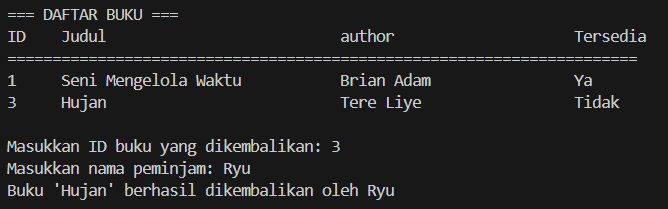 === DAFTAR BUKU ===
ID Judul author Tersedia
======================================================================
1 Seni Mengelola Waktu Brian Adam Ya
3 Hujan Tere Liye Tidak
Masukkan ID buku yang dikembalikan: 3
Masukkan nama peminjam: Ryu
Buku 'Hujan' berhasil dikembalikan oleh Ryu